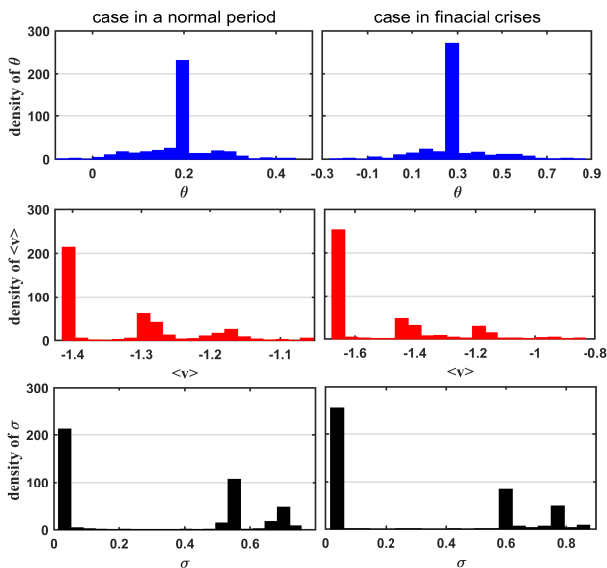 case in a normal period case in finacial crises
300
200
100
0
density of θ
0 0.2 0.4
θ
-0.3 -0.1 0.1 0.3 0.5 0.7 0.9
θ
300
200
100
0
density of <v>
-1.4 -1.3 -1.2 -1.1
<v>
-1.6 -1.4 -1.2 -1 -0.8
<v>
300
200
100
0
density of σ
0 0.2 0.4 0.6 0.8
σ
0 0.2 0.4 0.6 0.8
σ